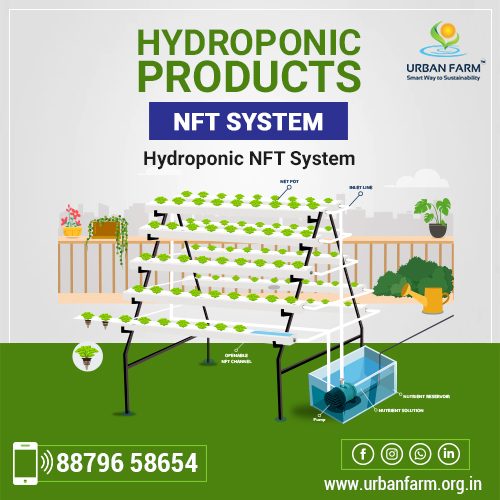 HYDROPONIC
PRODUCTS
URBAN FARM™
Smart Way to Sustainability
NFT SYSTEM
Hydroponic NFT System
NET POT
INLET LINE
OPENABLE
NFT CHANNEL
NUTRIENT RESERVOIR
NUTRIENT SOLUTION
Pump
88796 58654
www.urbanfarm.org.in